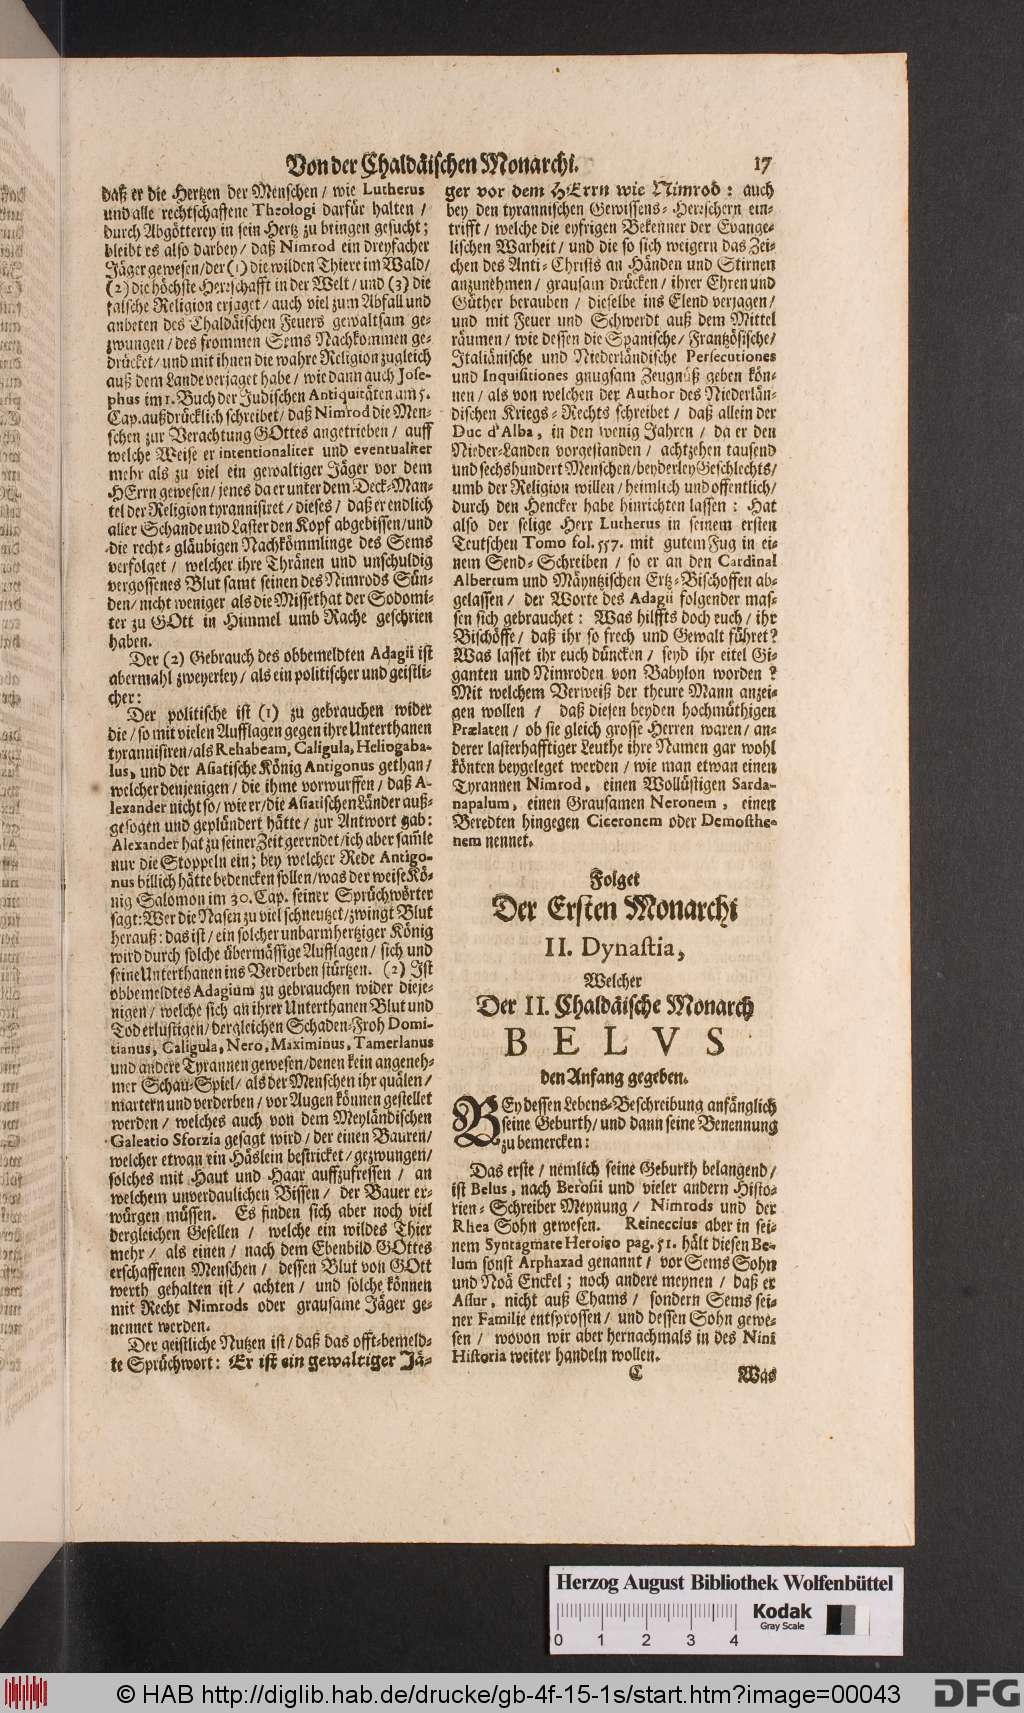 Von der Chaldäischen Monarchi. 17
daß er die Hertzen der Menschen / wie Lutherus
und alle rechtschaffene Theologi darfür halten /
durch Abgötterey in sein Hertz zu bringen gesucht;
bleibt es also darbey / daß Nimrod ein dreyfacher
Jäger gewesen / der (1) die wilden Thiere im Wald /
(2) die höchste Herrschafft in der Welt / und (3) die
falsche Religion erjaget / auch viel zum Abfall und
anbeten des Chaldäischen Feuers gewaltsam ge-
zwungen / des frommen Sems Nachkommen ge-
drücket / und mit ihnen die wahre Religion zugleich
auß dem Lande verjaget habe / wie dann auch Jose-
phus im 1. Buch der Jüdischen Antiquitäten am 5.
Cap. außdrücklich schreibet / daß Nimrod die Men-
schen zur Verachtung GOttes angetrieben / auff
welche Weise er intentionaliter und eventualiter
mehr als zu viel ein gewaltiger Jäger vor dem
HErrn gewesen / jenes da er unter dem Deck-Man-
tel der Religion tyrannisiret / dieses / daß er endlich
aller Schande und Laster den Kopf abgebissen / und
die recht-gläubigen Nachkömmlinge des Sems
verfolget / welcher ihre Thränen und unschuldig
vergossenes Blut samt seinen des Nimrods Sün-
den / nicht weniger als die Missethat der Sodomi-
ter zu GOtt in Himmel umb Rache geschrien
haben.
Der (2) Gebrauch des obbemeldten Adagii ist
abermahl zweyerley / als ein politischer und geistli-
cher:
Der politische ist (1) zu gebrauchen wider
die / so mit vielen Aufflagen gegen ihre Unterthanen
tyrannisiren / als Rehabeam, Caligula, Heliogaba-
lus, und der Asiatische König Antigonus gethan /
welcher denjenigen / die ihme vorwurffen / daß A-
lexander nicht so / wie er / die Asiatischen Länder auß-
gesogen und geplündert hätte / zur Antwort gab:
Alexander hat zu seiner Zeit geerndet / ich aber sam̃le
nur die Stoppeln ein; bey welcher Rede Antigo-
nus billich hätte bedencken sollen / was der weise Kö-
nig Salomon im 30. Cap. seiner Sprüchwörter
sagt: Wer die Nasen zu viel schneutzet / zwingt Blut
herauß: das ist / ein solcher unbarmhertziger König
wird durch solche übermässige Aufflagen / sich und
seine Unterthanen ins Verderben stürtzen. (2) Ist
obbemeldtes Adagium zu gebrauchen wider dieje-
nigen / welche sich an ihrer Unterthanen Blut und
Tod erlustigen / dergleichen Schaden-Froh Domi-
tianus, Caligula, Nero, Maximinus, Tamerlanus
und andere Tyrannen gewesen / denen kein angeneh-
mer Schau-Spiel / als der Menschen ihr quälen /
martern und verderben / vor Augen können gestellet
werden / welches auch von dem Meyländischen
Galeatio Sforzia gesagt wird / der einen Bauren /
welcher etwan ein Häslein bestricket / gezwungen /
solches mit Haut und Haar auffzufressen / an
welchem unverdaulichen Bissen / der Bauer er-
würgen müssen. Es finden sich aber noch viel
dergleichen Gesellen / welche ein wildes Thier
mehr / als einen / nach dem Ebenbild GOttes
erschaffenen Menschen / dessen Blut von GOtt
werth gehalten ist / achten / und solche können
mit Recht Nimrods oder grausame Jäger ge-
nennet werden.
Der geistliche Nutzen ist / daß das offt-bemeld-
te Sprüchwort: Er ist ein gewaltiger Jä-
ger vor dem HErrn wie Nimrod: auch
bey den tyrannischen Gewissens-Herrschern ein-
trifft / welche die eyfrigen Bekenner der Evange-
lischen Warheit / und die so sich weigern das Zei-
chen des Anti-Christs an Händen und Stirnen
anzunehmen / grausam drücken / ihrer Ehren und
Güther berauben / dieselbe ins Elend verjagen /
und mit Feuer und Schwerdt auß dem Mittel
räumen / wie dessen die Spanische / Frantzösische /
Italiänische und Niederländische Persecutiones
und Inquisitiones gnugsam Zeugnüß geben kön-
nen / als von welchen der Author des Niederlän-
dischen Kriegs-Rechts schreibet / daß allein der
Duc d'Alba, in den wenig Jahren / da er den
Nieder-Landen vorgestanden / achtzehen tausend
und sechshundert Menschen / beyderley Geschlechts /
umb der Religion willen / heimlich und offentlich /
durch den Hencker habe hinrichten lassen: Hat
also der selige Herr Lutherus in seinem ersten
Teutschen Tomo fol. 557. mit gutem Fug in ei-
nem Send-Schreiben / so er an den Cardinal
Albertum und Mäyntzischen Ertz-Bischoffen ab-
gelassen / der Worte des Adagii folgender mas-
sen sich gebrauchet: Was hilffts doch euch / ihr
Bischöffe / daß ihr so frech und Gewalt führet?
Was lasset ihr euch düncken / seyd ihr eitel Gi-
ganten und Nimroden von Babylon worden?
Mit welchem Verweiß der theure Mann anzei-
gen wollen / daß diesen beyden hochmüthigen
Prælaten / ob sie gleich grosse Herren waren / an-
derer lasterhafftiger Leuthe ihre Namen gar wohl
könten beygeleget werden / wie man etwan einen
Tyrannen Nimrod, einen Wollüstigen Sarda-
napalum, einen Grausamen Neronem, einen
Beredten hingegen Ciceronem oder Demosthe-
nem nennet.
Folget
Der Ersten Monarchi
II. Dynastia,
Welcher
Der II. Chaldäische Monarch
BELVS
den Anfang gegeben.
BEy dessen Lebens-Beschreibung anfänglich
seine Geburth / und dann seine Benennung
zu bemercken:
Das erste / nemlich seine Geburth belangend /
ist Belus, nach Berosii und vieler andern Histo-
rien-Schreiber Meynung / Nimrods und der
Rhea Sohn gewesen. Reineccius aber in sei-
nem Syntagmate Heroico pag. 51. hält diesen Be-
lum sonst Arphaxad genannt / vor Sems Sohn
und Noä Enckel; noch andere meynen / daß er
Assur, nicht auß Chams / sondern Sems sei-
ner Familie entsprossen / und dessen Sohn gewe-
sen / wovon wir aber hernachmals in des Nini
Historia weiter handeln wollen.
C Was
Herzog August Bibliothek Wolfenbüttel
0 1 2 3 4
Kodak
Gray Scale
© HAB http://diglib.hab.de/drucke/gb-4f-15-1s/start.htm?image=00043
DFG